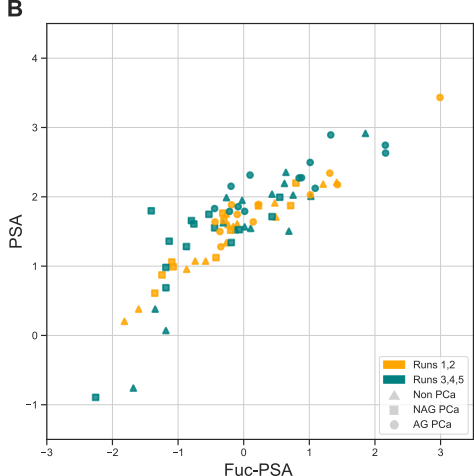 B
4
3
2
1
0
−1
PSA
−3
−2
−1
0
1
2
3
Fuc-PSA
Runs 1,2
Runs 3,4,5
Non PCa
NAG PCa
AG PCa